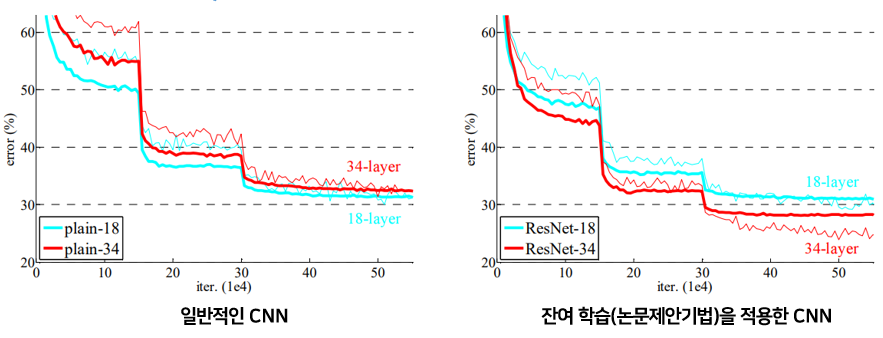 60
50
40
30
20
error (%)
34-layer
18-layer
plain-18
plain-34
0 10 20 30 40 50
iter. (1e4)
일반적인 CNN
60
50
40
30
20
error (%)
18-layer
34-layer
ResNet-18
ResNet-34
0 10 20 30 40 50
iter. (1e4)
잔여 학습(논문제안기법)을 적용한 CNN